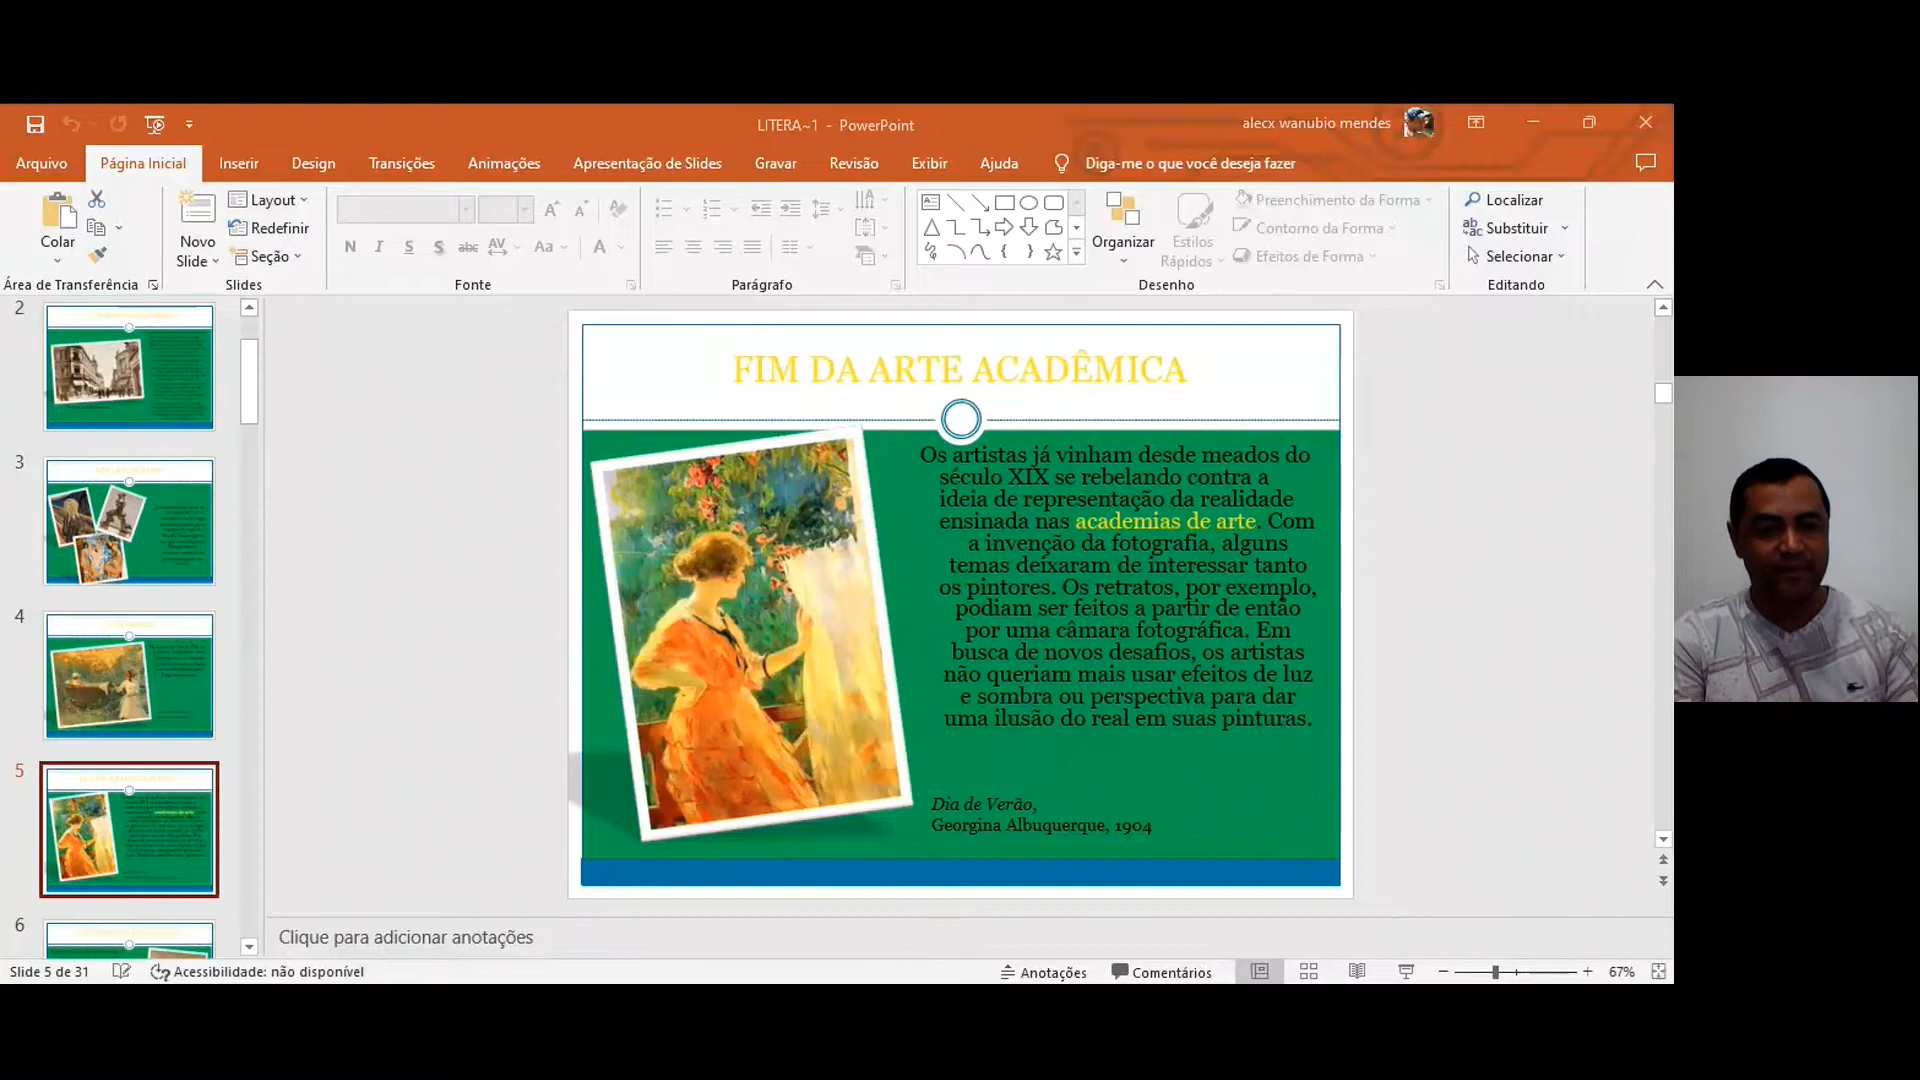 LITERA~1 - PowerPoint
alecx wanubio mendes
Arquivo
Página Inicial
Inserir
Design
Transições
Animações
Apresentação de Slides
Gravar
Revisão
Exibir
Ajuda
Diga-me o que você deseja fazer
Colar
Novo
Slide
Layout
Redefinir
Seção
N I S S abc AV Aa A
Organizar
Estilos
Rápidos
Preenchimento da Forma
Contorno da Forma
Efeitos de Forma
Localizar
Substituir
Selecionar
Área de Transferência
Slides
Fonte
Parágrafo
Desenho
Editando
2
3
4
5
6
FIM DA ARTE ACADÊMICA
Os artistas já vinham desde meados do
século XIX se rebelando contra a
ideia de representação da realidade
ensinada nas academias de arte. Com
a invenção da fotografia, alguns
temas deixaram de interessar tanto
os pintores. Os retratos, por exemplo,
podiam ser feitos a partir de então
por uma câmara fotográfica. Em
busca de novos desafios, os artistas
não queriam mais usar efeitos de luz
e sombra ou perspectiva para dar
uma ilusão do real em suas pinturas.
Dia de Verão,
Georgina Albuquerque, 1904
Clique para adicionar anotações
Slide 5 de 31
Acessibilidade: não disponível
Anotações
Comentários
67%